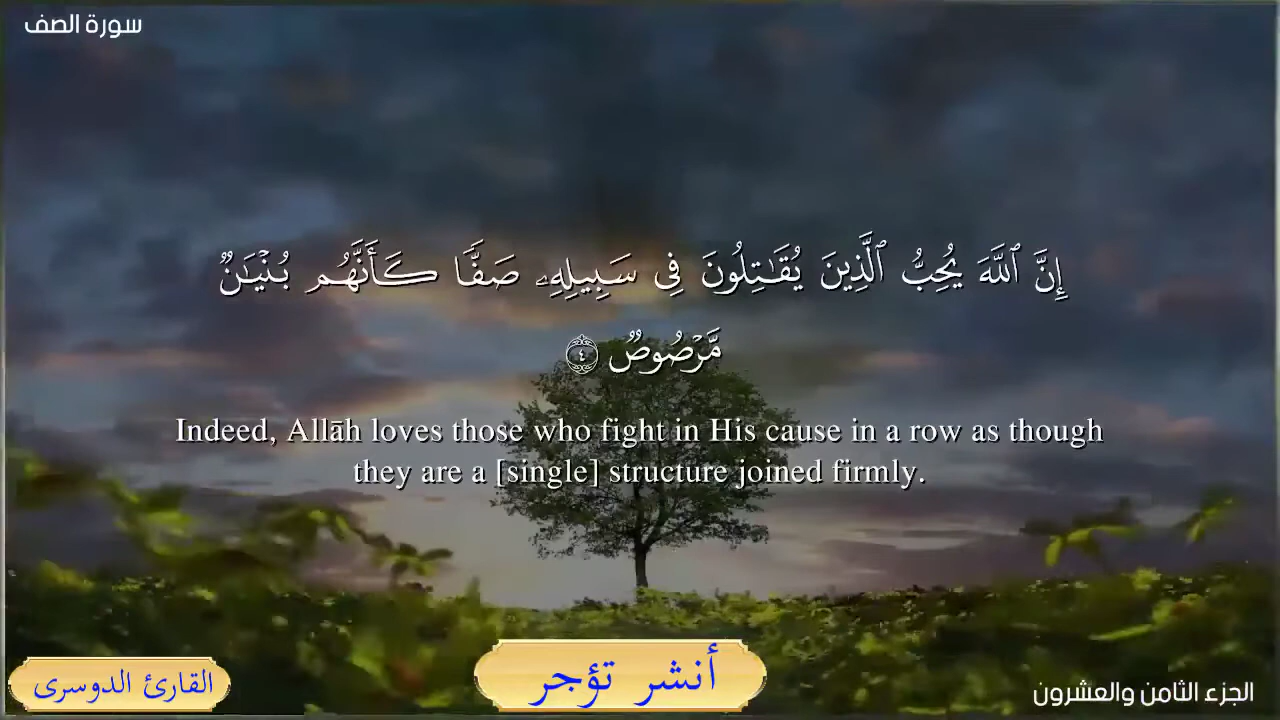 سورة الصف
إِنَّ ٱللَّهَ يُحِبُّ ٱلَّذِينَ يُقَـٰتِلُونَ فِى سَبِيلِهِۦ صَفًّا كَأَنَّهُم بُنْيَـٰنٌ
مَّرْصُوصٌ ٤
Indeed, Allāh loves those who fight in His cause in a row as though
they are a [single] structure joined firmly.
أنشر تؤجر
القارئ الدوسرى
الجزء الثامن والعشرون